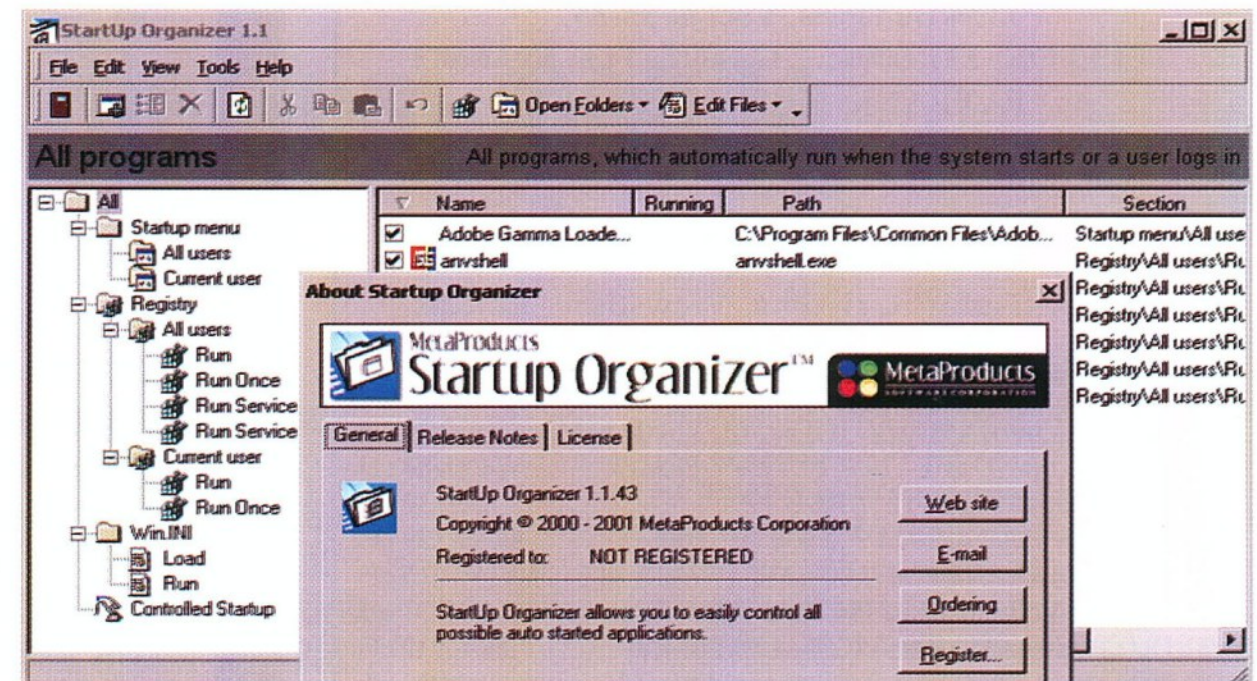 StartUp Organizer 1.1
File Edit View Tools Help
Open Folders Edit Files
All programs
All programs, which automatically run when the system starts or a user logs in
All
Startup menu
All users
Current user
Registry
All users
Run
Run Once
Run Service
Run Service
Current user
Run
Run Once
Win.INI
Load
Run
Controlled Startup
Name Running Path Section
Adobe Gamma Loade... C:\Program Files\Common Files\Adob... Startup menu\All use
anvshell anvshell.exe Registry\All users\Ru
Registry\All users\Ru
Registry\All users\Ru
Registry\All users\Ru
Registry\All users\Ru
Registry\All users\Ru
About Startup Organizer
MetaProducts
Startup Organizer™
MetaProducts
SOFTWARE CORPORATION
General Release Notes License
StartUp Organizer 1.1.43
Copyright © 2000 - 2001 MetaProducts Corporation
Registered to: NOT REGISTERED
StartUp Organizer allows you to easily control all
possible auto started applications.
Web site
E-mail
Ordering
Register...